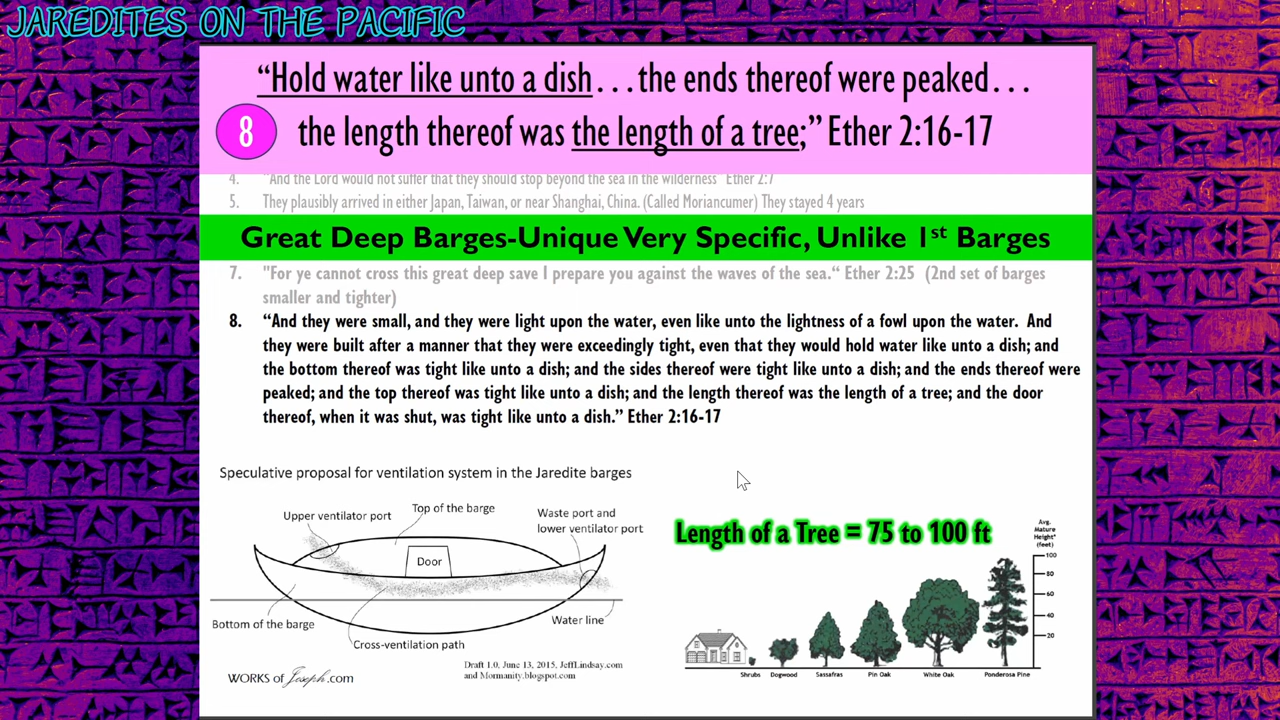 JAREDITES ON THE PACIFIC
“Hold water like unto a dish...the ends thereof were peaked...
8 the length thereof was the length of a tree;” Ether 2:16-17
4. "And the Lord would not suffer that they should stop beyond the sea in the wilderness" Ether 2:7
5. They plausibly arrived in either Japan, Taiwan, or near Shanghai, China. (Called Moriancumer) They stayed 4 years
Great Deep Barges-Unique Very Specific, Unlike 1st Barges
7. "For ye cannot cross this great deep save I prepare you against the waves of the sea.“ Ether 2:25 (2nd set of barges
smaller and tighter)
8. “And they were small, and they were light upon the water, even like unto the lightness of a fowl upon the water. And
they were built after a manner that they were exceedingly tight, even that they would hold water like unto a dish; and
the bottom thereof was tight like unto a dish; and the sides thereof were tight like unto a dish; and the ends thereof were
peaked; and the top thereof was tight like unto a dish; and the length thereof was the length of a tree; and the door
thereof, when it was shut, was tight like unto a dish.” Ether 2:16-17
Speculative proposal for ventilation system in the Jaredite barges
Upper ventilator port
Top of the barge
Waste port and
lower ventilator port
Door
Bottom of the barge
Water line
Cross-ventilation path
Draft 1.0, June 13, 2015, JeffLindsay.com
and Mormanity.blogspot.com
WORKS of Joseph.com
Length of a Tree = 75 to 100 ft
Avg.
Mature
Height*
(feet)
100
80
60
40
20
Shrubs Dogwood Sassafras Pin Oak White Oak Ponderosa Pine